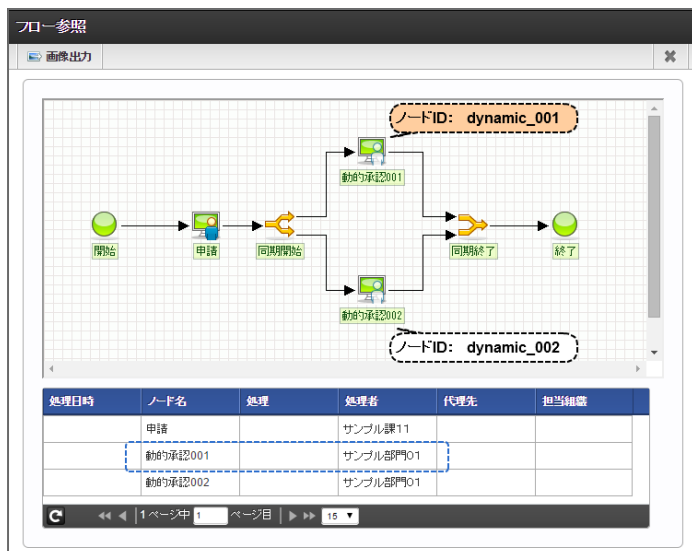 フロー参照
画像出力
ノードID: dynamic_001
動的承認001
開始
申請
同期開始
同期終了
終了
動的承認002
ノードID: dynamic_002
処理日時 ノード名 処理 処理者 代理先 担当組織
申請 サンプル課11
動的承認001 サンプル部門01
動的承認002 サンプル部門01
1 ページ中 1 ページ目 15